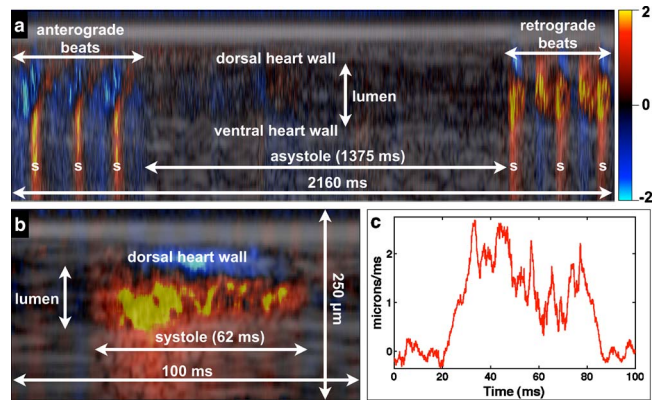 a
anterograde
beats
retrograde
beats
dorsal heart wall
lumen
ventral heart wall
s s s s s s
asystole (1375 ms)
2160 ms
2
0
-2
b
dorsal heart wall
lumen
systole (62 ms)
100 ms
250 µm
c
microns/ms
2
1
0
0 20 40 60 80 100
Time (ms)